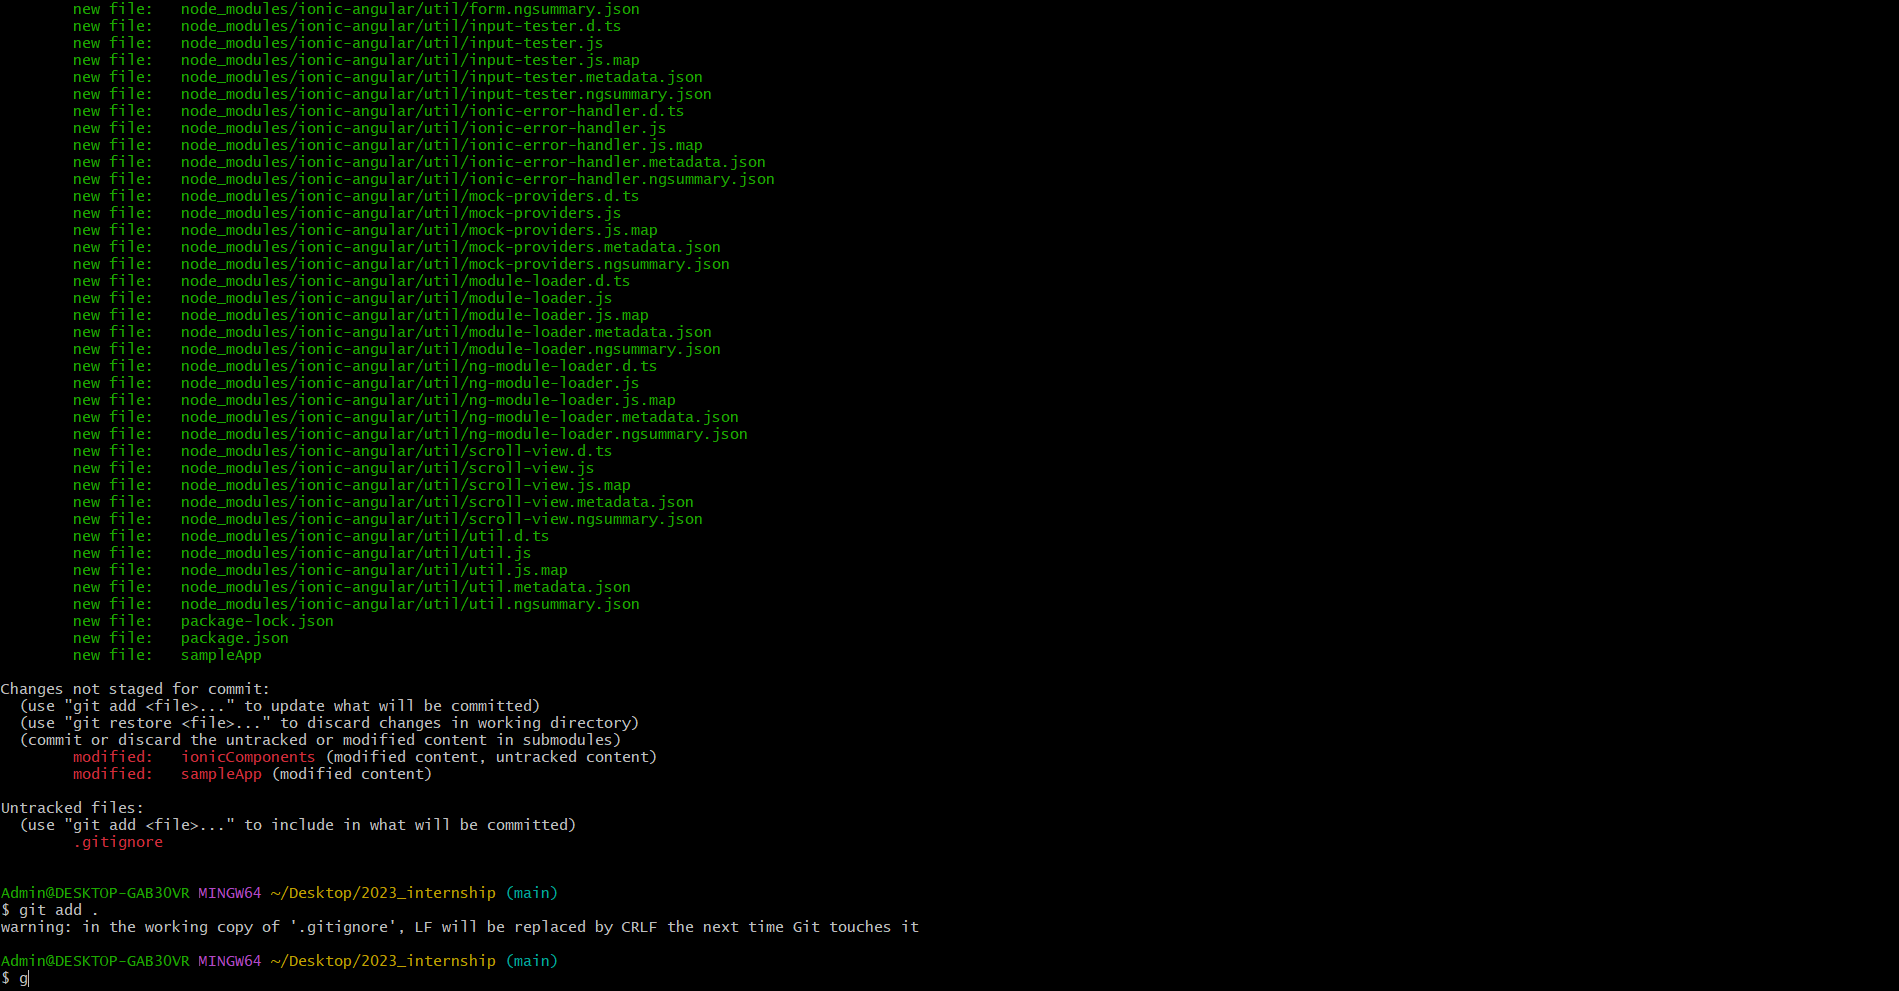 new file:   node_modules/ionic-angular/util/form.ngsummary.json
new file:   node_modules/ionic-angular/util/input-tester.d.ts
new file:   node_modules/ionic-angular/util/input-tester.js
new file:   node_modules/ionic-angular/util/input-tester.js.map
new file:   node_modules/ionic-angular/util/input-tester.metadata.json
new file:   node_modules/ionic-angular/util/input-tester.ngsummary.json
new file:   node_modules/ionic-angular/util/ionic-error-handler.d.ts
new file:   node_modules/ionic-angular/util/ionic-error-handler.js
new file:   node_modules/ionic-angular/util/ionic-error-handler.js.map
new file:   node_modules/ionic-angular/util/ionic-error-handler.metadata.json
new file:   node_modules/ionic-angular/util/ionic-error-handler.ngsummary.json
new file:   node_modules/ionic-angular/util/mock-providers.d.ts
new file:   node_modules/ionic-angular/util/mock-providers.js
new file:   node_modules/ionic-angular/util/mock-providers.js.map
new file:   node_modules/ionic-angular/util/mock-providers.metadata.json
new file:   node_modules/ionic-angular/util/mock-providers.ngsummary.json
new file:   node_modules/ionic-angular/util/module-loader.d.ts
new file:   node_modules/ionic-angular/util/module-loader.js
new file:   node_modules/ionic-angular/util/module-loader.js.map
new file:   node_modules/ionic-angular/util/module-loader.metadata.json
new file:   node_modules/ionic-angular/util/module-loader.ngsummary.json
new file:   node_modules/ionic-angular/util/ng-module-loader.d.ts
new file:   node_modules/ionic-angular/util/ng-module-loader.js
new file:   node_modules/ionic-angular/util/ng-module-loader.js.map
new file:   node_modules/ionic-angular/util/ng-module-loader.metadata.json
new file:   node_modules/ionic-angular/util/ng-module-loader.ngsummary.json
new file:   node_modules/ionic-angular/util/scroll-view.d.ts
new file:   node_modules/ionic-angular/util/scroll-view.js
new file:   node_modules/ionic-angular/util/scroll-view.js.map
new file:   node_modules/ionic-angular/util/scroll-view.metadata.json
new file:   node_modules/ionic-angular/util/scroll-view.ngsummary.json
new file:   node_modules/ionic-angular/util/util.d.ts
new file:   node_modules/ionic-angular/util/util.js
new file:   node_modules/ionic-angular/util/util.js.map
new file:   node_modules/ionic-angular/util/util.metadata.json
new file:   node_modules/ionic-angular/util/util.ngsummary.json
new file:   package-lock.json
new file:   package.json
new file:   sampleApp
Changes not staged for commit:
(use "git add <file>..." to update what will be committed)
(use "git restore <file>..." to discard changes in working directory)
(commit or discard the untracked or modified content in submodules)
modified:   ionicComponents (modified content, untracked content)
modified:   sampleApp (modified content)
Untracked files:
(use "git add <file>..." to include in what will be committed)
.gitignore
Admin@DESKTOP-GAB3OVR MINGW64 ~/Desktop/2023_internship (main)
$ git add .
warning: in the working copy of '.gitignore', LF will be replaced by CRLF the next time Git touches it
Admin@DESKTOP-GAB3OVR MINGW64 ~/Desktop/2023_internship (main)
$ g